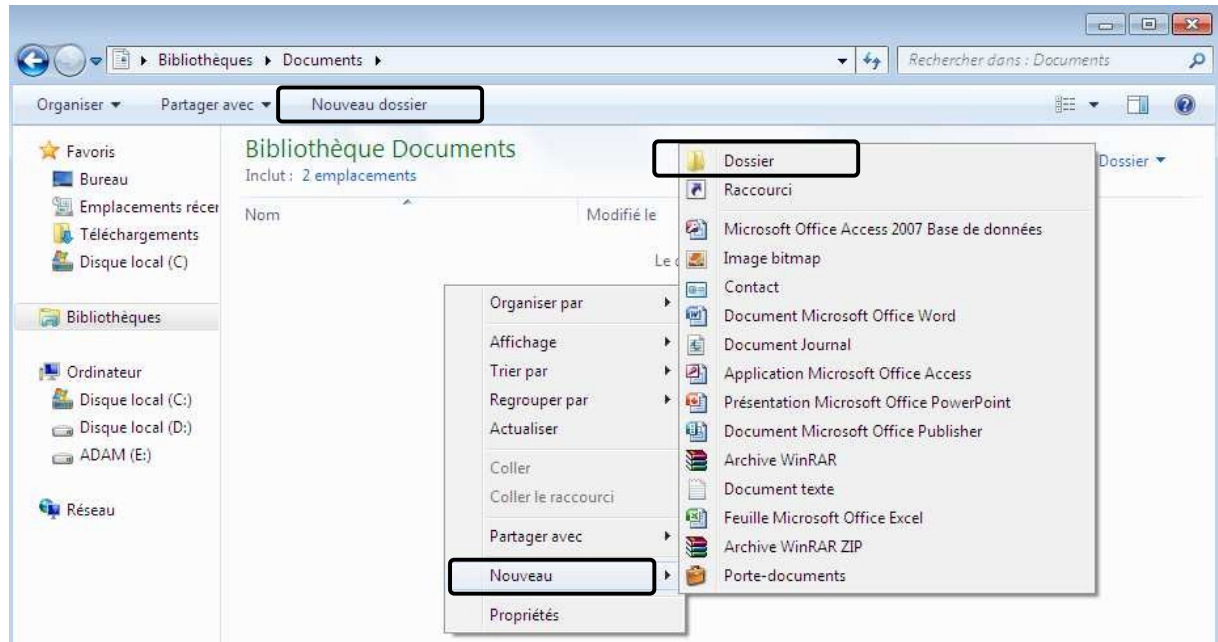 Bibliothèques Documents
Rechercher dans : Documents
Organiser Partager avec Nouveau dossier
Favoris
Bureau
Emplacements récer
Téléchargements
Disque local (C)
Bibliothèques
Ordinateur
Disque local (C:)
Disque local (D:)
ADAM (E:)
Réseau
Bibliothèque Documents
Inclut : 2 emplacements
Dossier
Nom Modifié le
Le
Organiser par
Affichage
Trier par
Regrouper par
Actualiser
Coller
Coller le raccourci
Partager avec
Nouveau
Propriétés
Dossier
Raccourci
Microsoft Office Access 2007 Base de données
Image bitmap
Contact
Document Microsoft Office Word
Document Journal
Application Microsoft Office Access
Présentation Microsoft Office PowerPoint
Document Microsoft Office Publisher
Archive WinRAR
Document texte
Feuille Microsoft Office Excel
Archive WinRAR ZIP
Porte-documents